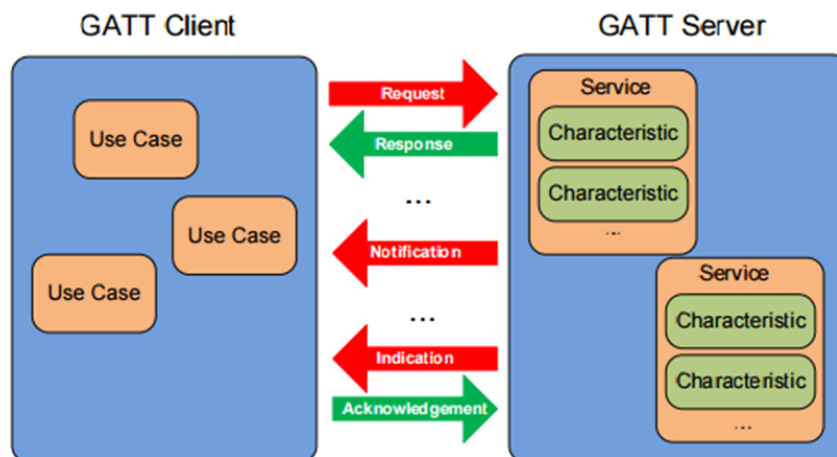 GATT Client
GATT Server
Use Case
Use Case
Use Case
Request
Response
...
Notification
...
Indication
Acknowledgement
Service
Characteristic
Characteristic
...
Service
Characteristic
Characteristic
...